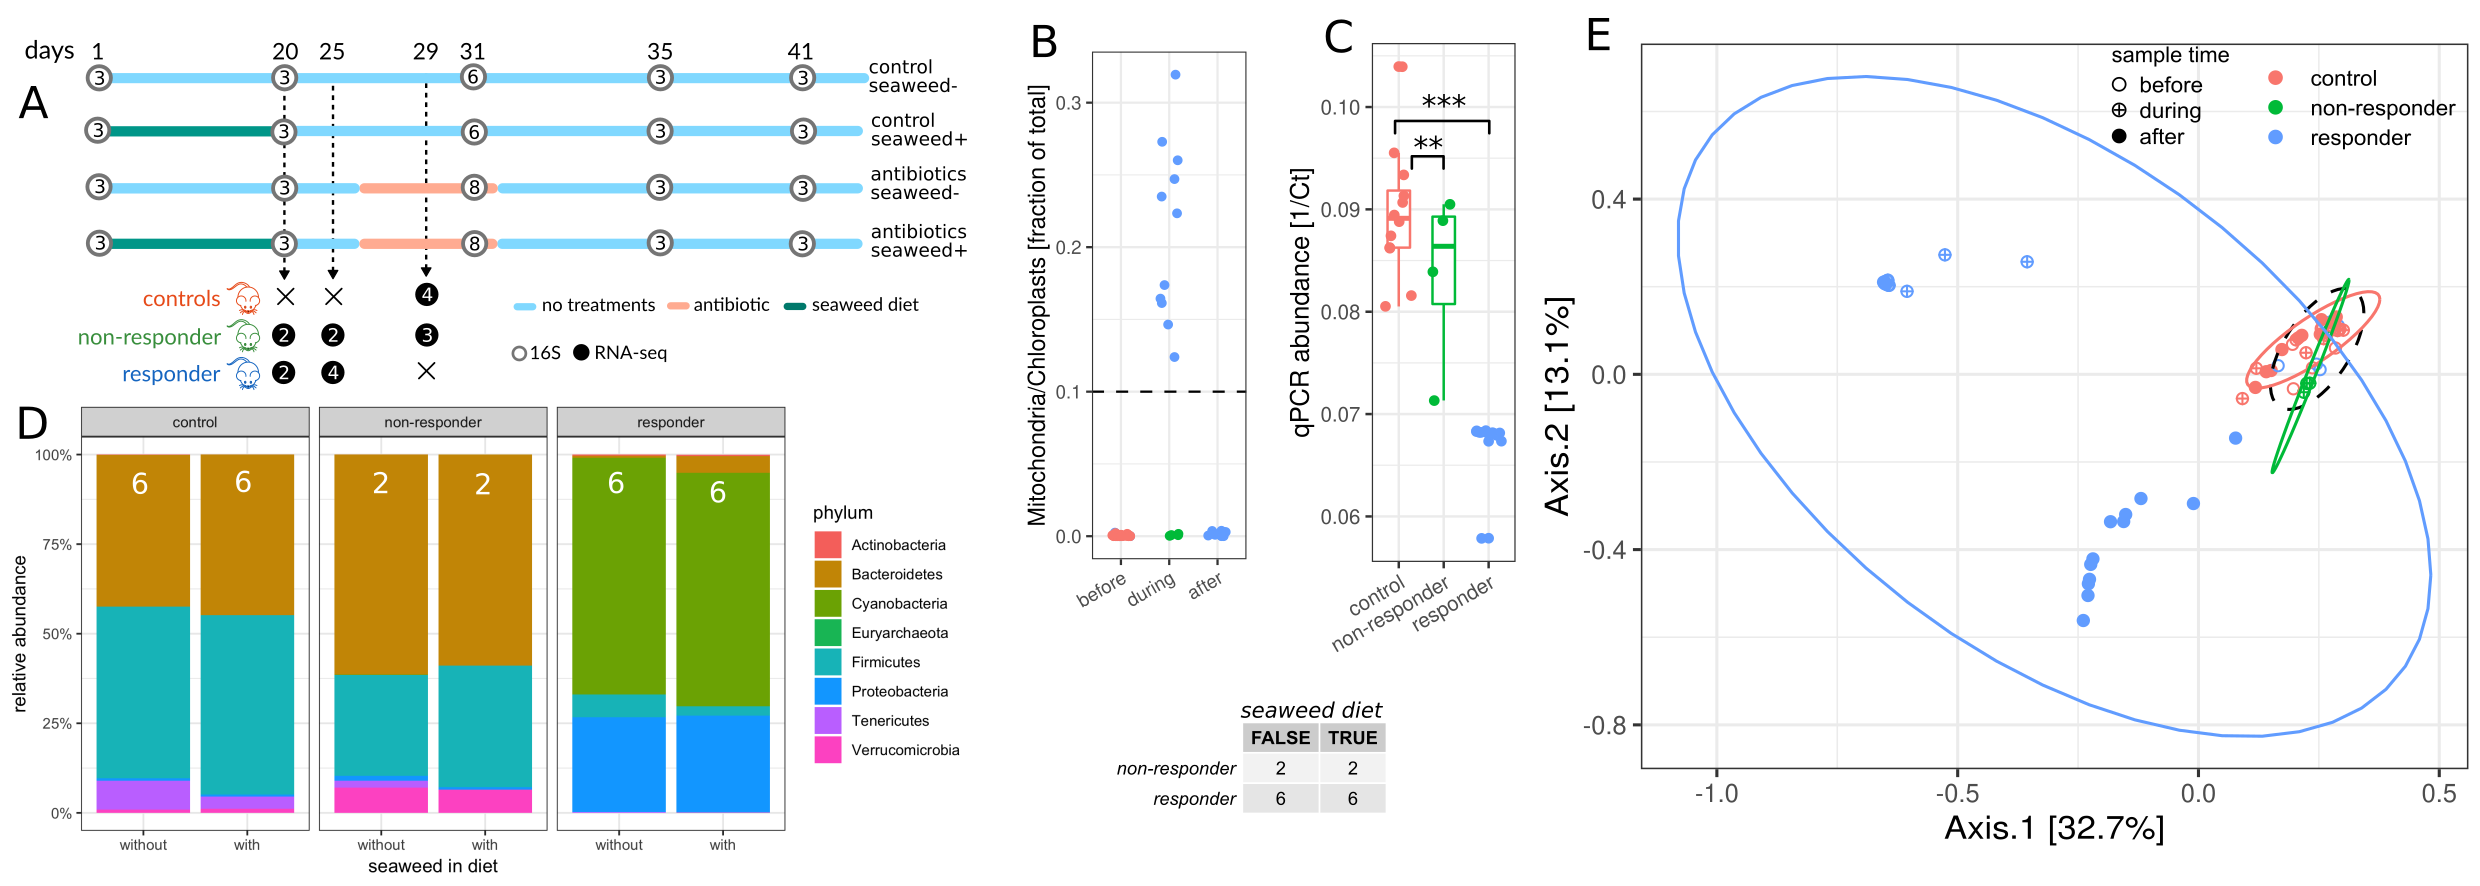 days 1 20 25 29 31 35 41
A
3 3 6 3 3 control
seaweed-
3 3 6 3 3 control
seaweed+
3 3 8 3 3 antibiotics
seaweed-
3 3 8 3 3 antibiotics
seaweed+
controls 4
non-responder 2 2 3
responder 2 4
no treatments antibiotic seaweed diet
16S RNA-seq
B
Mitochondria/Chloroplasts [fraction of total]
0.3
0.2
0.1
0.0
before during after
C
qPCR abundance [1/Ct]
0.10
0.09
0.08
0.07
0.06
***
**
control non-responder responder
D
control non-responder responder
relative abundance
100%
75%
50%
25%
0%
6 6 2 2 6 6
without with without with without with
seaweed in diet
phylum
Actinobacteria
Bacteroidetes
Cyanobacteria
Euryarchaeota
Firmicutes
Proteobacteria
Tenericutes
Verrucomicrobia
seaweed diet
FALSE TRUE
non-responder 2 2
responder 6 6
E
sample time
before
during
after
control
non-responder
responder
Axis.2 [13.1%]
0.4
0.0
-0.4
-0.8
-1.0 -0.5 0.0 0.5
Axis.1 [32.7%]